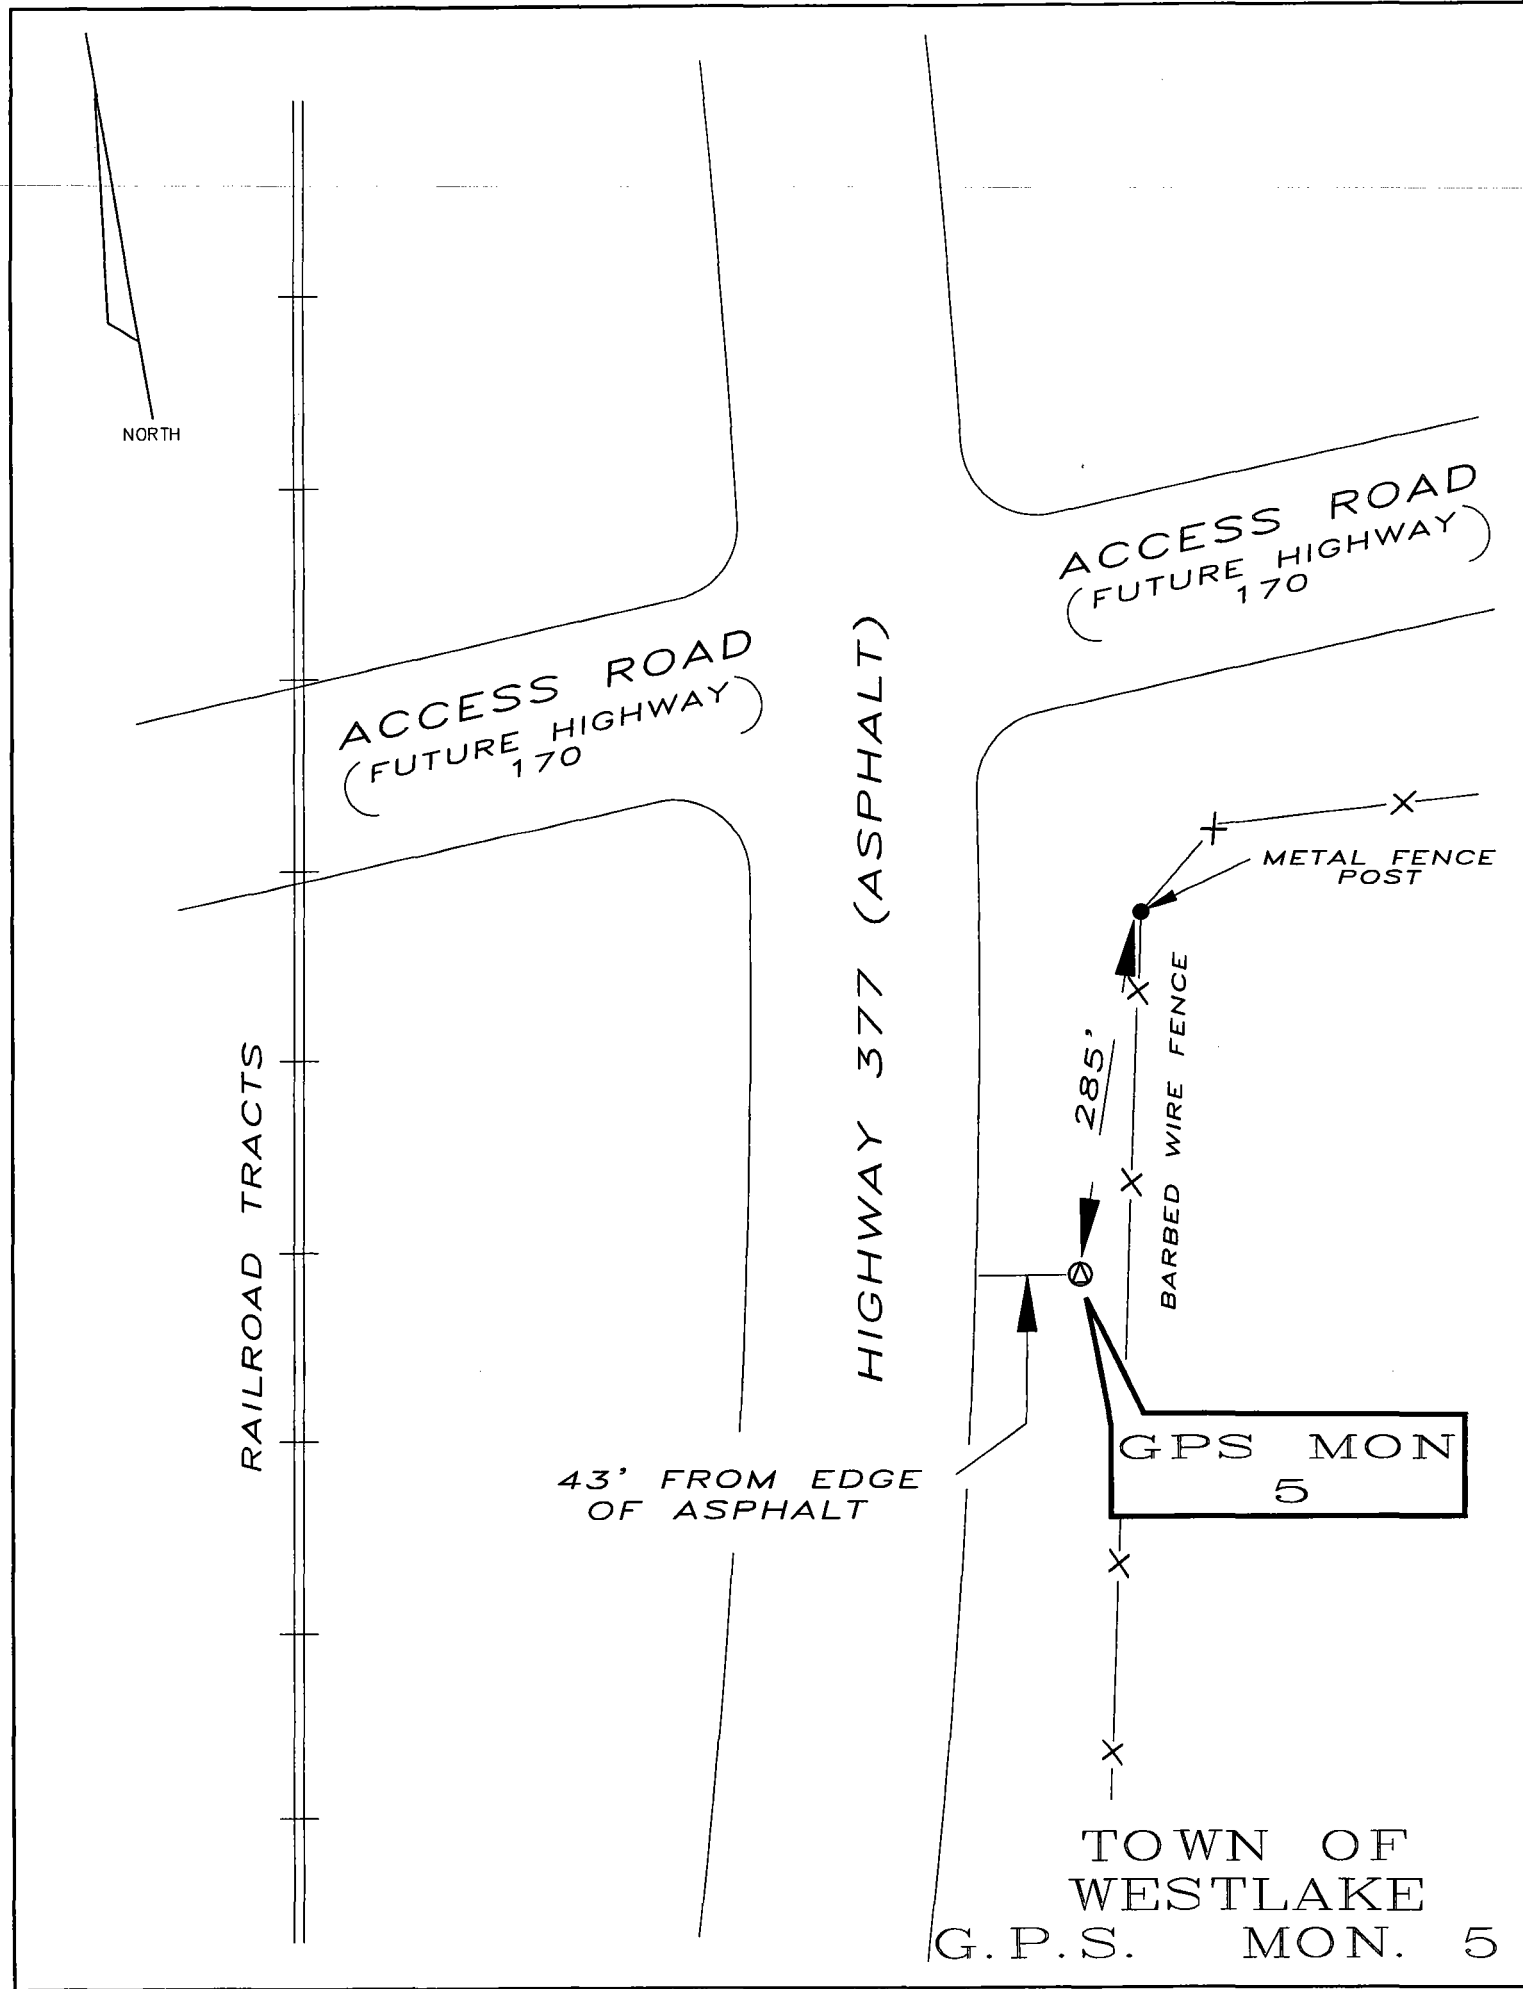 NORTH
ACCESS ROAD
(FUTURE HIGHWAY)
170
ACCESS ROAD
(FUTURE HIGHWAY)
170
HIGHWAY 377 (ASPHALT)
METAL FENCE
POST
285'
BARBED WIRE FENCE
RAILROAD TRACTS
43' FROM EDGE
OF ASPHALT
GPS MON
5
TOWN OF
WESTLAKE
G.P.S. MON. 5